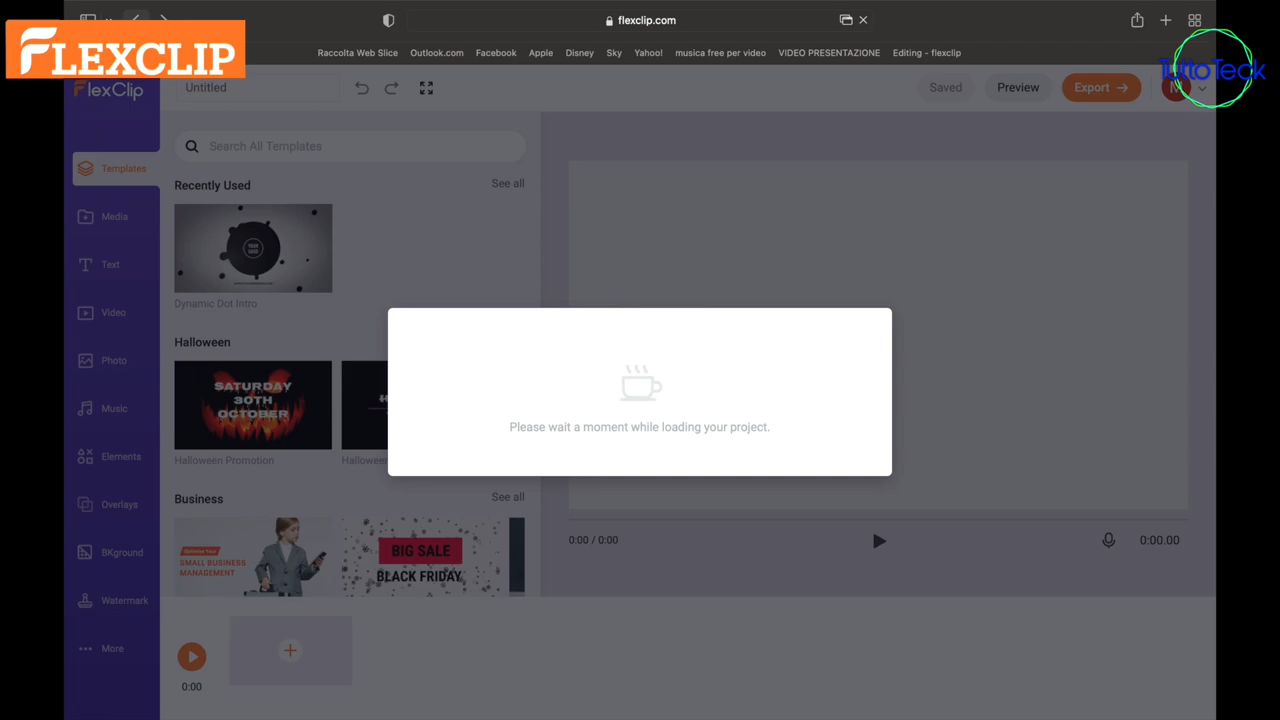 flexclip.com
FLEXCLIP
TuttoTeck
Raccolta Web Slice Outlook.com Facebook Apple Disney Sky Yahoo! musica free per video VIDEO PRESENTAZIONE Editing - flexclip
FlexClip
Untitled
Saved
Preview
Export
M
Templates
Media
Text
Video
Photo
Music
Elements
Overlays
BKground
Watermark
More
Search All Templates
Recently Used
See all
Dynamic Dot Intro
Halloween
SATURDAY
30TH
OCTOBER
Halloween Promotion
Business
See all
SMALL BUSINESS
MANAGEMENT
BIG SALE
BLACK FRIDAY
Please wait a moment while loading your project.
0:00 / 0:00
0:00.00
0:00